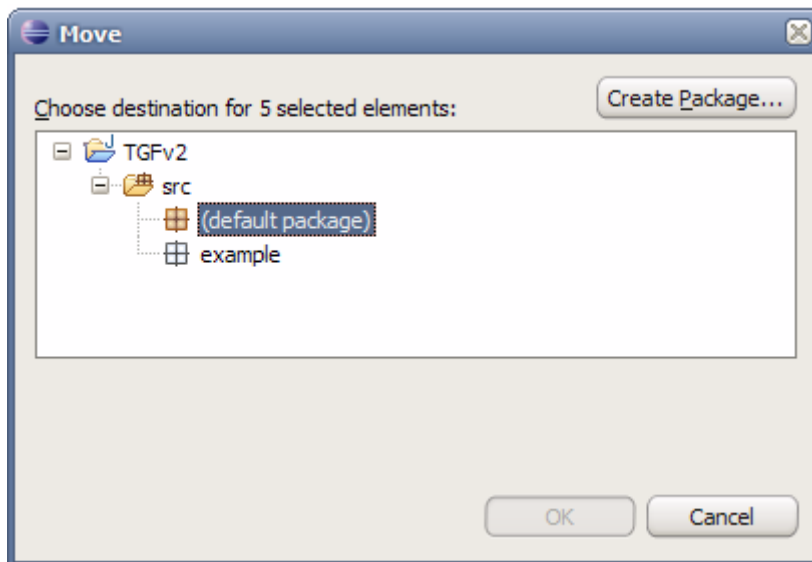 Move
Create Package...
Choose destination for 5 selected elements:
TGFv2
src
(default package)
example
OK
Cancel